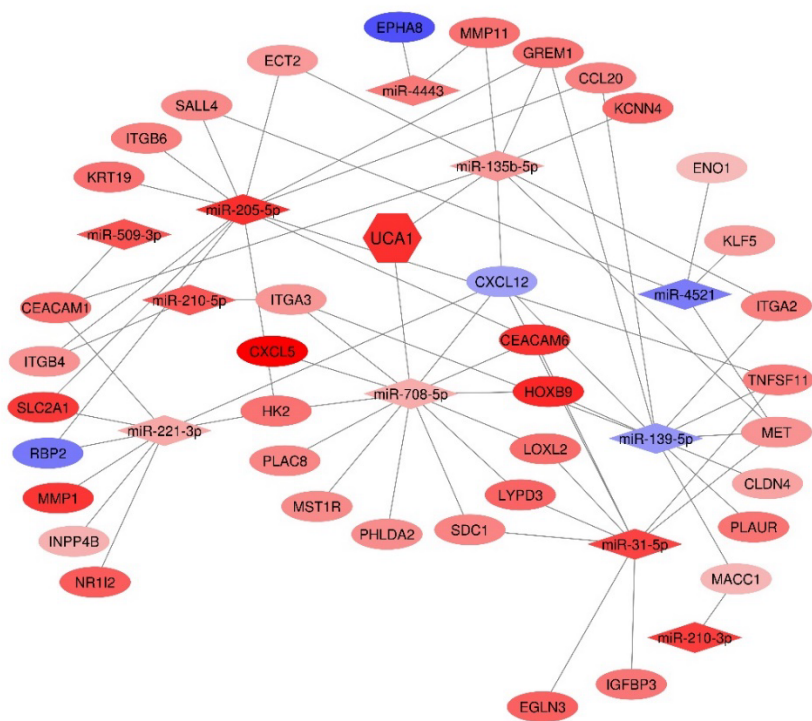 EPHA8
MMP11
GREM1
ECT2
CCL20
miR-4443
SALL4
KCNN4
ITGB6
miR-135b-5p
ENO1
KRT19
miR-205-5p
miR-509-3p
UCA1
KLF5
CXCL12
miR-4521
CEACAM1
miR-210-5p
ITGA3
ITGA2
CEACAM6
ITGB4
CXCL5
TNFSF11
HOXB9
miR-708-5p
SLC2A1
HK2
miR-221-3p
miR-139-5p
MET
RBP2
LOXL2
PLAC8
CLDN4
MMP1
LYPD3
MST1R
PLAUR
PHLDA2
SDC1
INPP4B
miR-31-5p
NR1I2
MACC1
miR-210-3p
IGFBP3
EGLN3